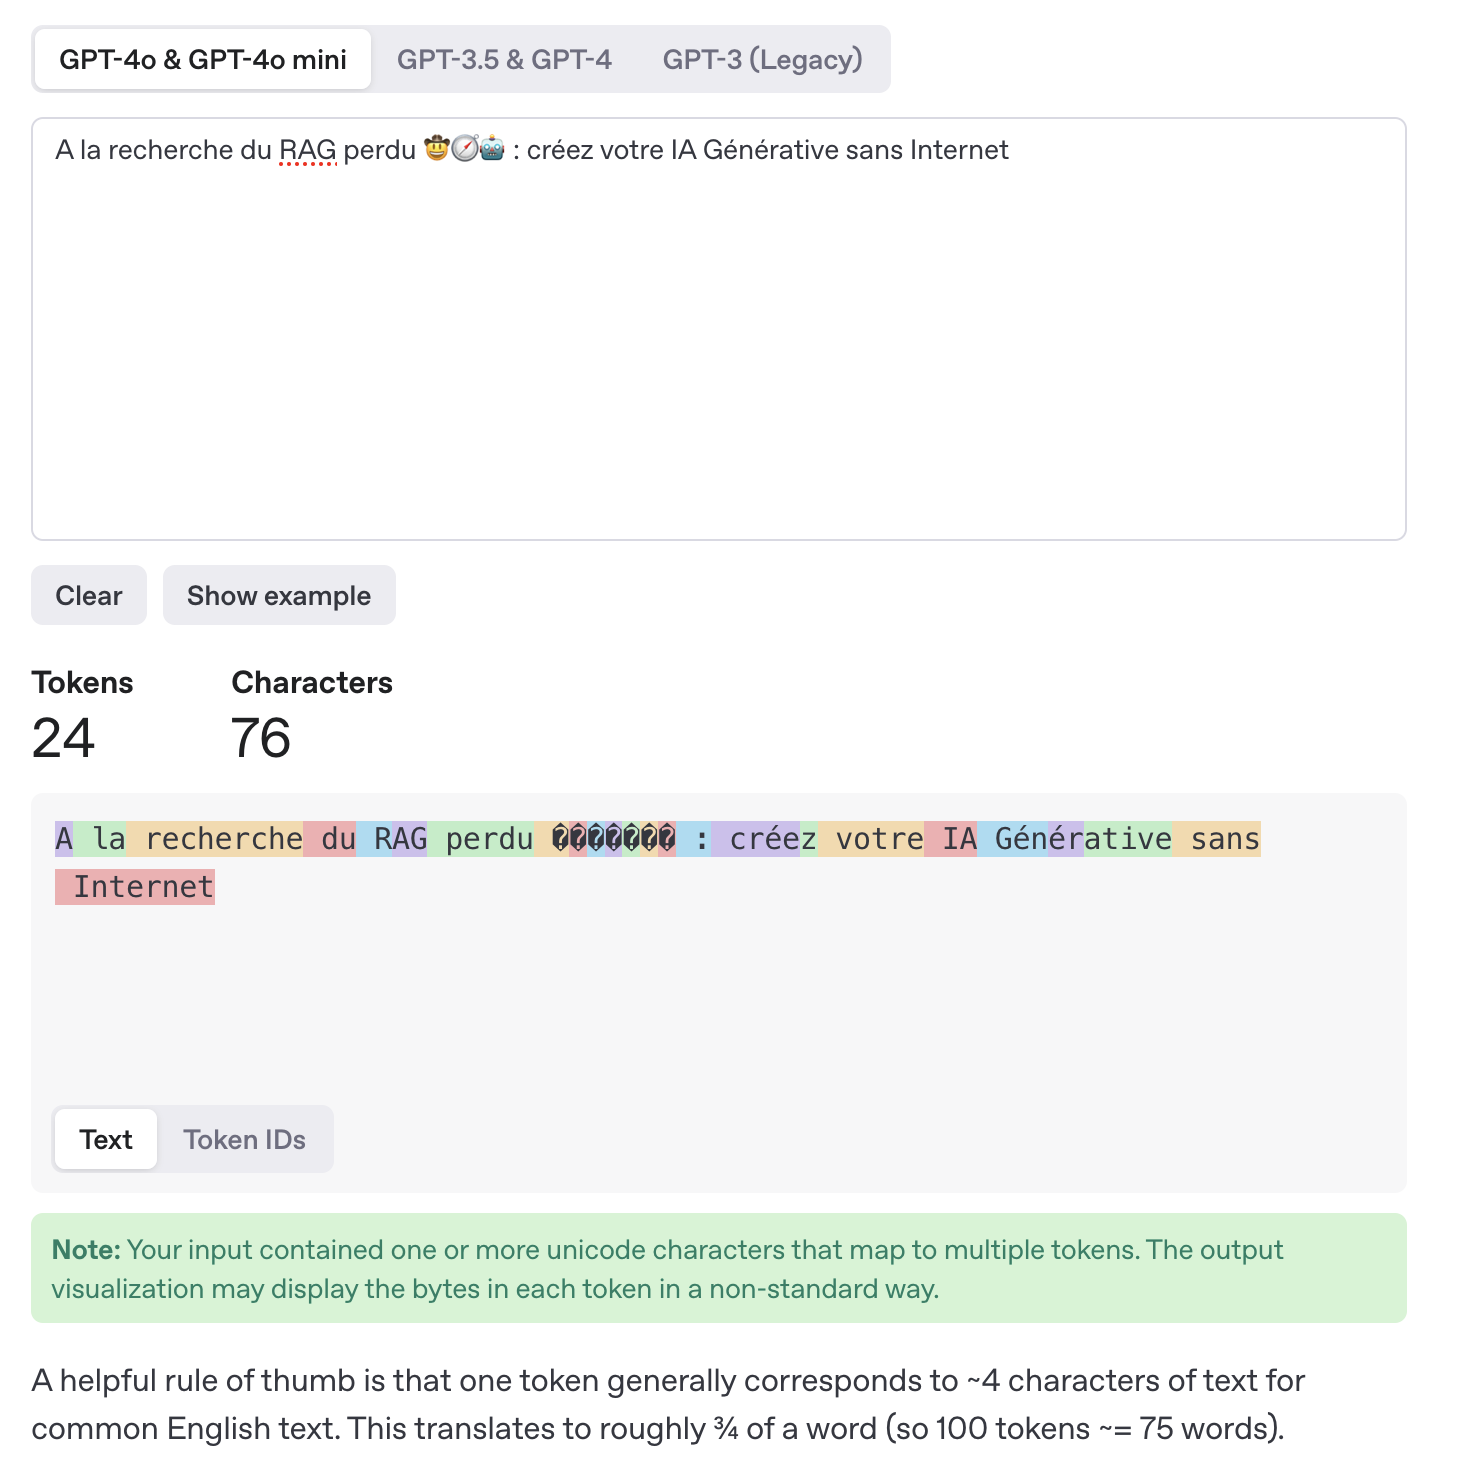 GPT-4o & GPT-4o mini GPT-3.5 & GPT-4 GPT-3 (Legacy)
A la recherche du RAG perdu 🤠🧭🤖 : créez votre IA Générative sans Internet
Clear Show example
Tokens Characters
24 76
A la recherche du RAG perdu ������� : créez votre IA Générative sans
Internet
Text Token IDs
Note: Your input contained one or more unicode characters that map to multiple tokens. The output
visualization may display the bytes in each token in a non-standard way.
A helpful rule of thumb is that one token generally corresponds to ~4 characters of text for
common English text. This translates to roughly ¾ of a word (so 100 tokens ~= 75 words).